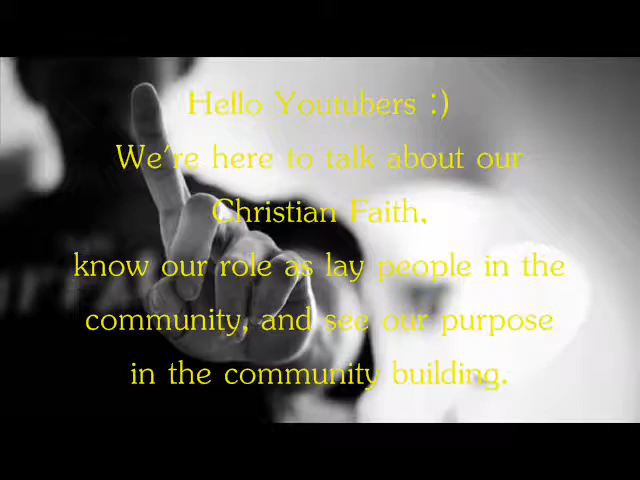 Hello Youtubers :)
We're here to talk about our
Christian Faith,
know our role as lay people in the
community, and see our purpose
in the community building.